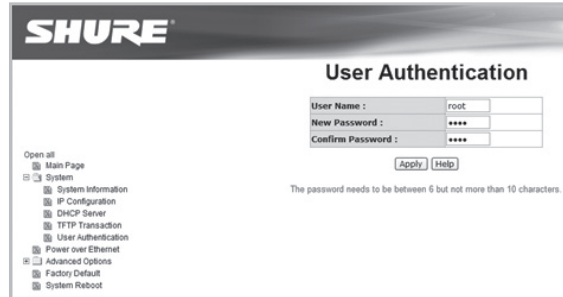 SHURE
User Authentication
User Name : root
New Password : ••••
Confirm Password : ••••
Apply Help
The password needs to be between 6 but not more than 10 characters.
Open all
Main Page
System
System Information
IP Configuration
DHCP Server
TFTP Transaction
User Authentication
Power over Ethernet
Advanced Options
Factory Default
System Reboot